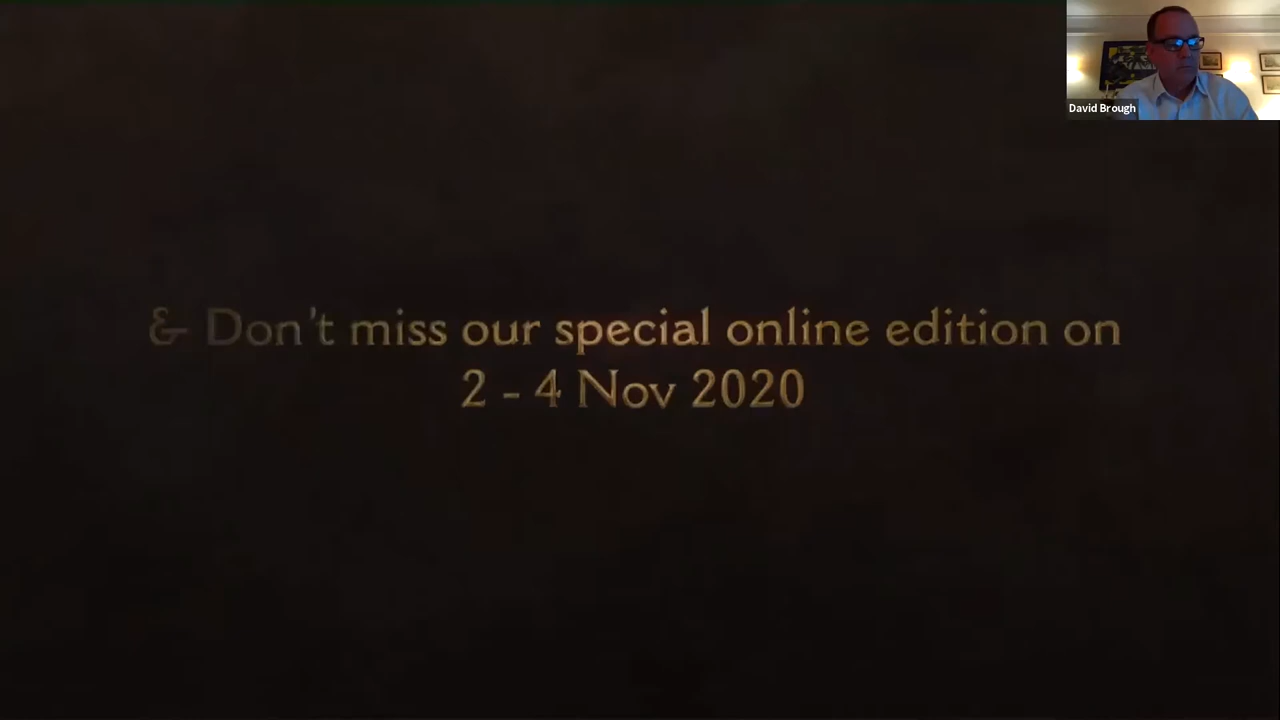 David Brough
& Don't miss our special online edition on
2 - 4 Nov 2020